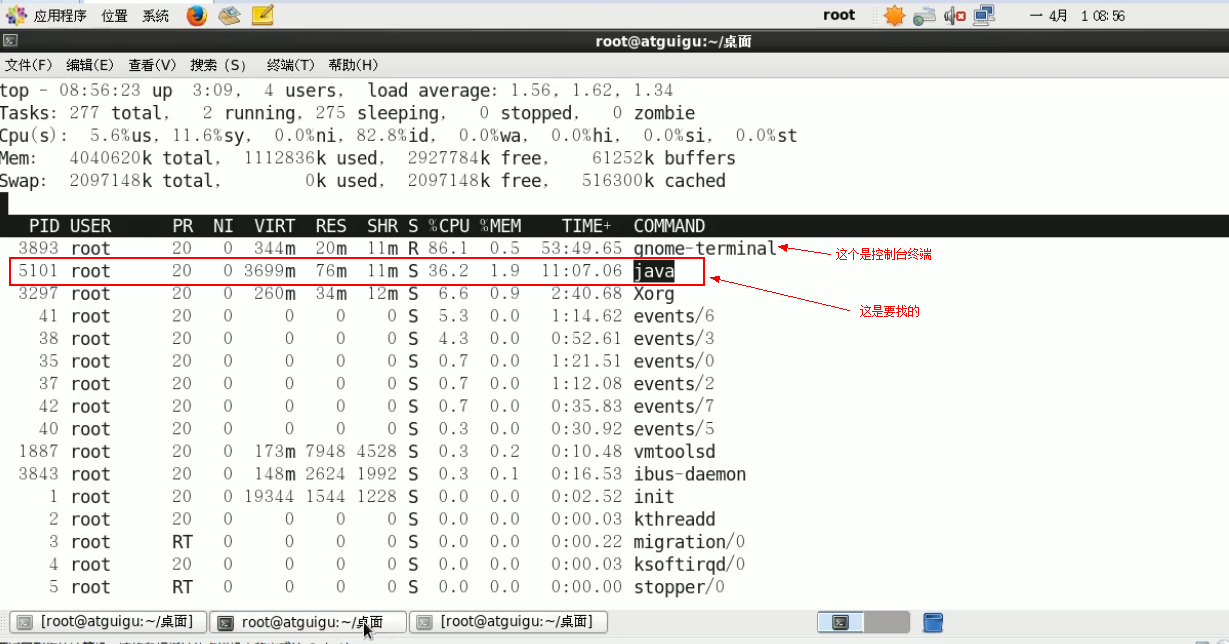 应用程序 位置 系统 root 一 4月 1 08:56
root@atguigu:~/桌面
文件(F) 编辑(E) 查看(V) 搜索 (S) 终端(T) 帮助(H)
top - 08:56:23 up 3:09, 4 users, load average: 1.56, 1.62, 1.34
Tasks: 277 total, 2 running, 275 sleeping, 0 stopped, 0 zombie
Cpu(s): 5.6%us, 11.6%sy, 0.0%ni, 82.8%id, 0.0%wa, 0.0%hi, 0.0%si, 0.0%st
Mem: 4040620k total, 1112836k used, 2927784k free, 61252k buffers
Swap: 2097148k total, 0k used, 2097148k free, 516300k cached
PID USER PR NI VIRT RES SHR S %CPU %MEM TIME+ COMMAND
3893 root 20 0 344m 20m 11m R 86.1 0.5 53:49.65 gnome-terminal 这个是控制台终端
5101 root 20 0 3699m 76m 11m S 36.2 1.9 11:07.06 java
3297 root 20 0 260m 34m 12m S 6.6 0.9 2:40.68 Xorg
这是要找的
41 root 20 0 0 0 0 S 5.3 0.0 1:14.62 events/6
38 root 20 0 0 0 0 S 4.3 0.0 0:52.61 events/3
35 root 20 0 0 0 0 S 0.7 0.0 1:21.51 events/0
37 root 20 0 0 0 0 S 0.7 0.0 1:12.08 events/2
42 root 20 0 0 0 0 S 0.7 0.0 0:35.83 events/7
40 root 20 0 0 0 0 S 0.3 0.0 0:30.92 events/5
1887 root 20 0 173m 7948 4528 S 0.3 0.2 0:10.48 vmtoolsd
3843 root 20 0 148m 2624 1992 S 0.3 0.1 0:16.53 ibus-daemon
1 root 20 0 19344 1544 1228 S 0.0 0.0 0:02.52 init
2 root 20 0 0 0 0 S 0.0 0.0 0:00.03 kthreadd
3 root RT 0 0 0 0 S 0.0 0.0 0:00.22 migration/0
4 root 20 0 0 0 0 S 0.0 0.0 0:00.03 ksoftirqd/0
5 root RT 0 0 0 0 S 0.0 0.0 0:00.00 stopper/0
[root@atguigu:~/桌面] root@atguigu:~/桌面 [root@atguigu:~/桌面]